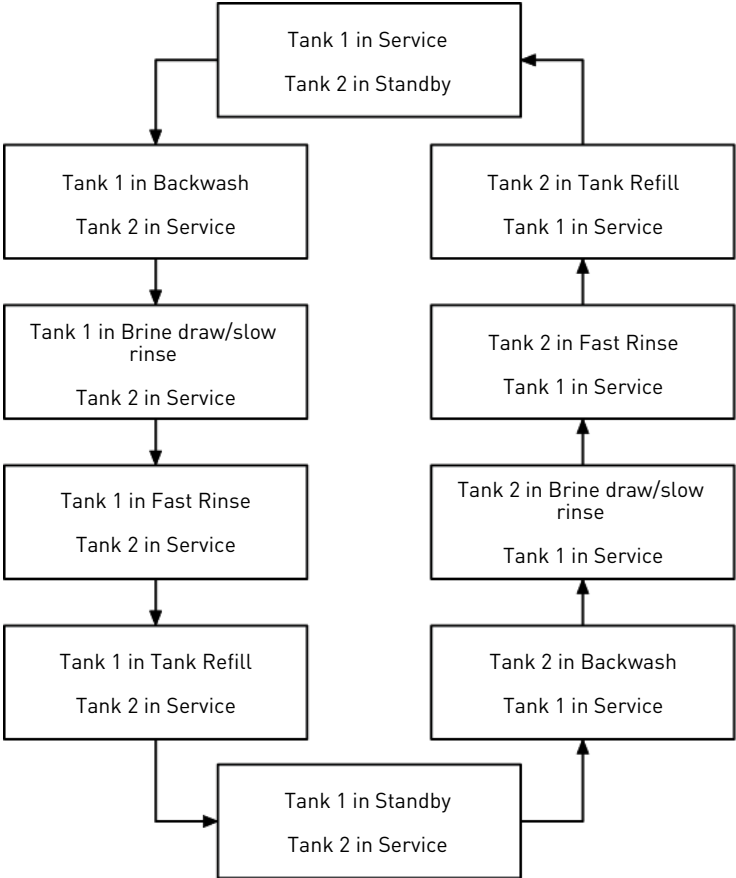 Tank 1 in Service
Tank 2 in Standby
Tank 1 in Backwash
Tank 2 in Service
Tank 1 in Brine draw/slow
rinse
Tank 2 in Service
Tank 1 in Fast Rinse
Tank 2 in Service
Tank 1 in Tank Refill
Tank 2 in Service
Tank 1 in Standby
Tank 2 in Service
Tank 2 in Backwash
Tank 1 in Service
Tank 2 in Brine draw/slow
rinse
Tank 1 in Service
Tank 2 in Fast Rinse
Tank 1 in Service
Tank 2 in Tank Refill
Tank 1 in Service